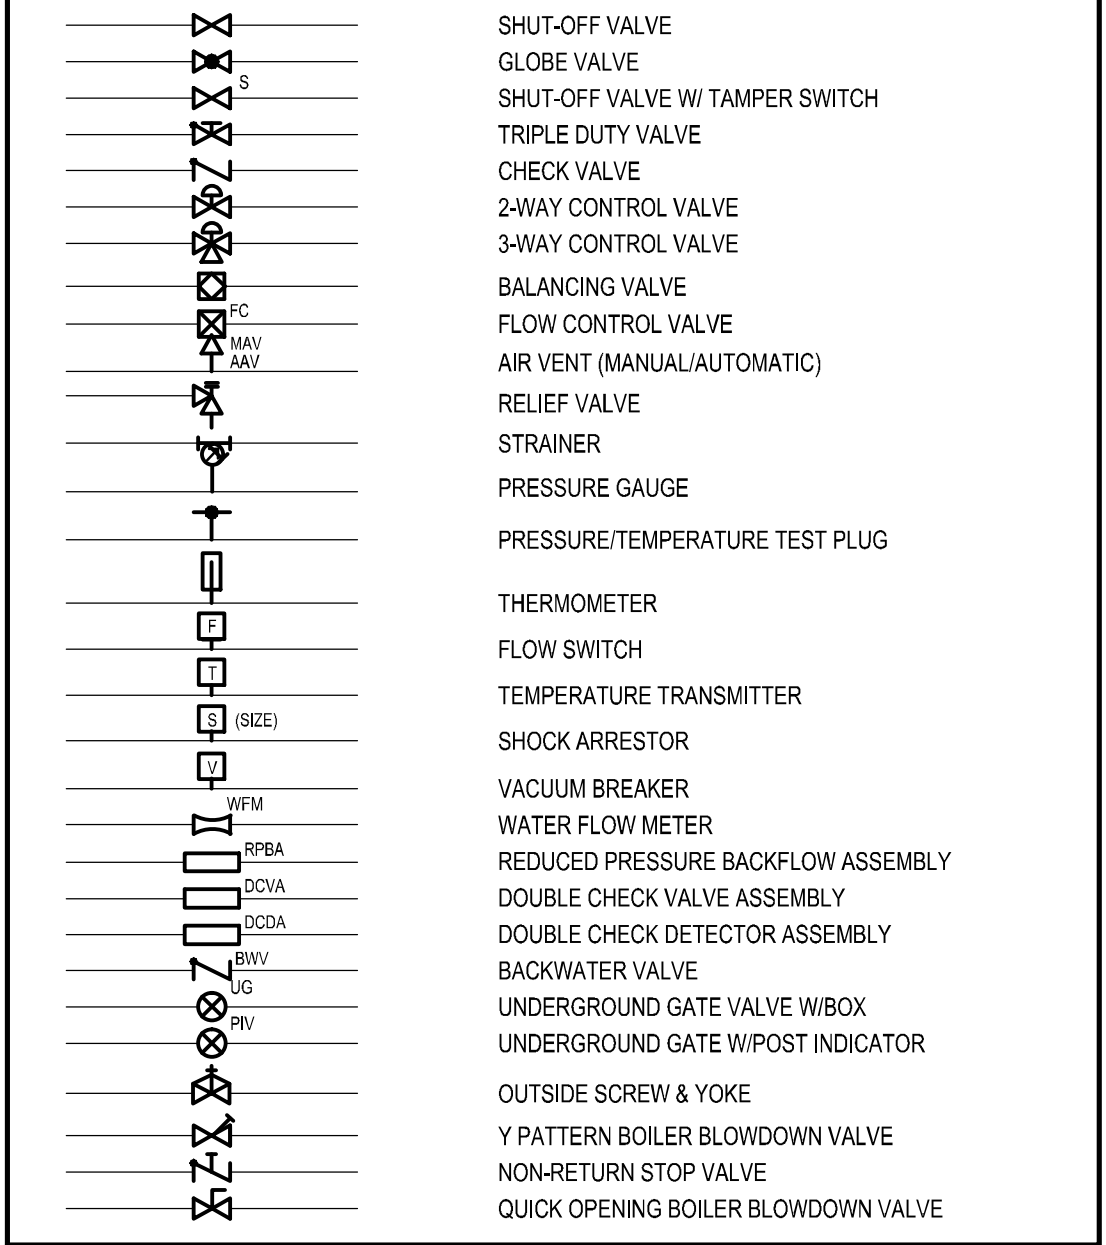 SHUT-OFF VALVE
GLOBE VALVE
S
SHUT-OFF VALVE W/ TAMPER SWITCH
TRIPLE DUTY VALVE
CHECK VALVE
2-WAY CONTROL VALVE
3-WAY CONTROL VALVE
BALANCING VALVE
FC
FLOW CONTROL VALVE
MAV
AAV
AIR VENT (MANUAL/AUTOMATIC)
RELIEF VALVE
STRAINER
PRESSURE GAUGE
PRESSURE/TEMPERATURE TEST PLUG
THERMOMETER
F
FLOW SWITCH
T
TEMPERATURE TRANSMITTER
S (SIZE)
SHOCK ARRESTOR
V
VACUUM BREAKER
WFM
WATER FLOW METER
RPBA
REDUCED PRESSURE BACKFLOW ASSEMBLY
DCVA
DOUBLE CHECK VALVE ASSEMBLY
DCDA
DOUBLE CHECK DETECTOR ASSEMBLY
BWV
BACKWATER VALVE
UG
UNDERGROUND GATE VALVE W/BOX
PIV
UNDERGROUND GATE W/POST INDICATOR
OUTSIDE SCREW & YOKE
Y PATTERN BOILER BLOWDOWN VALVE
NON-RETURN STOP VALVE
QUICK OPENING BOILER BLOWDOWN VALVE